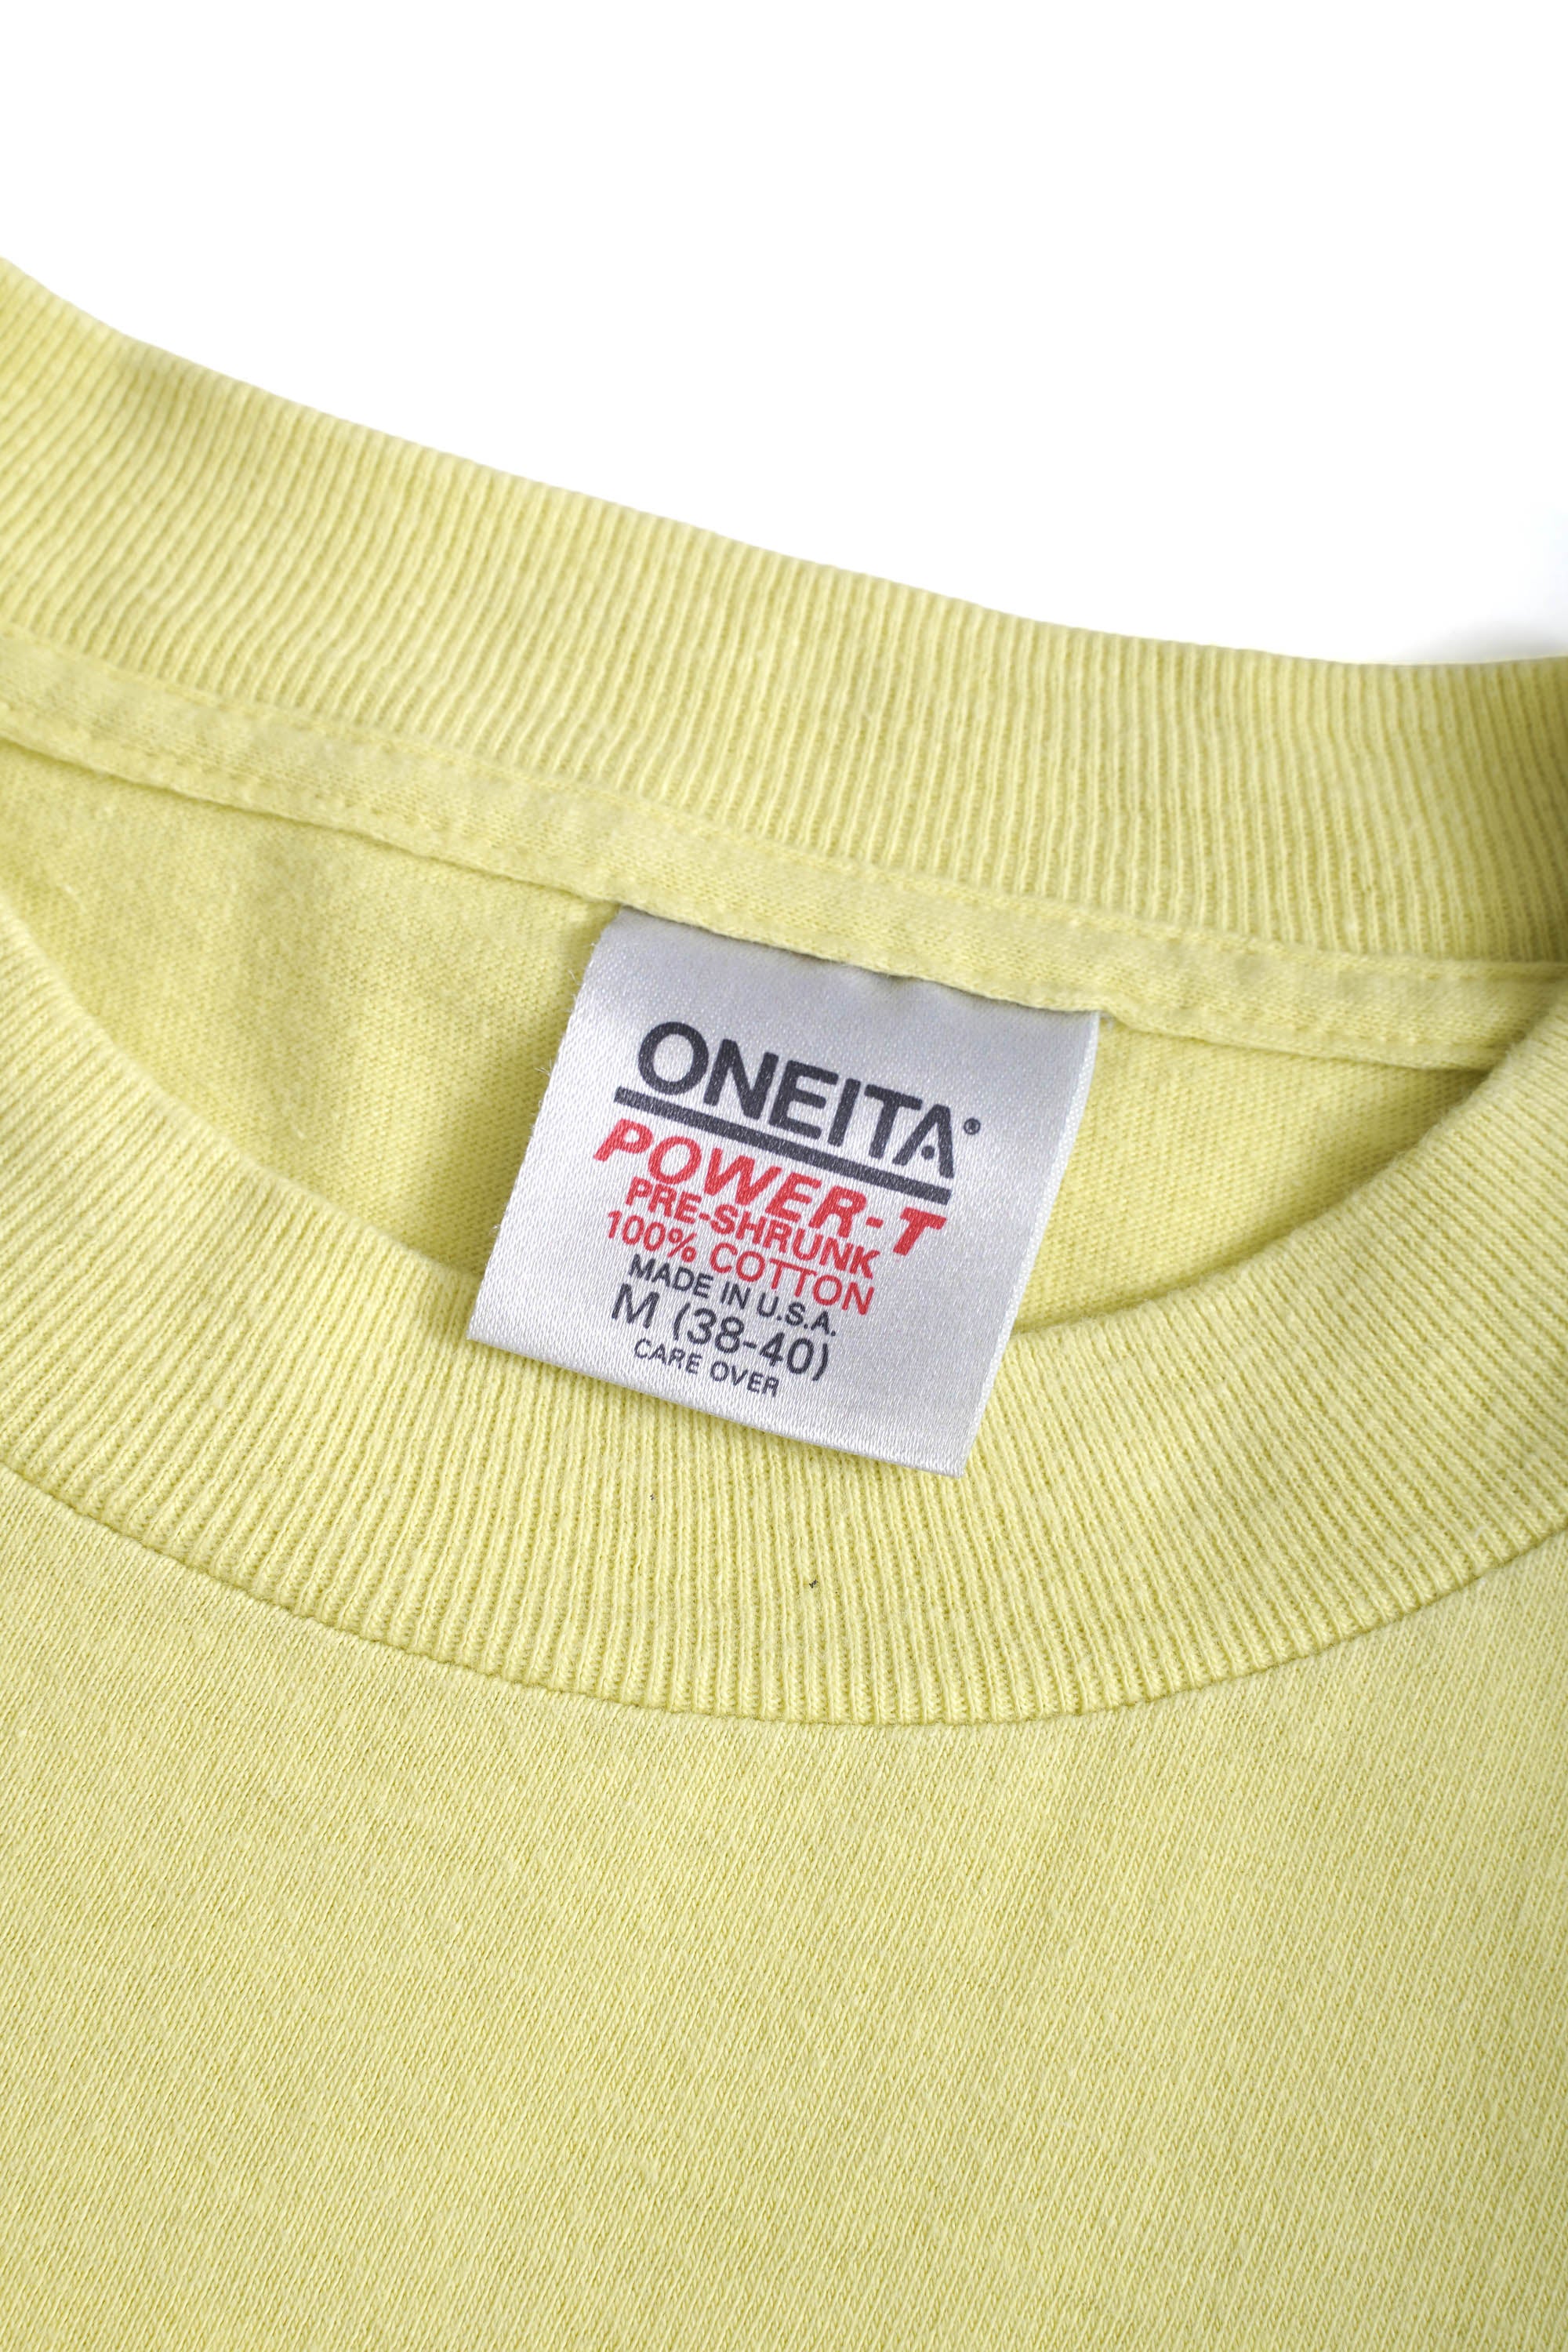 ONEITA®
POWER-T
PRE-SHRUNK
100% COTTON
MADE IN U.S.A.
M (38-40)
CARE OVER